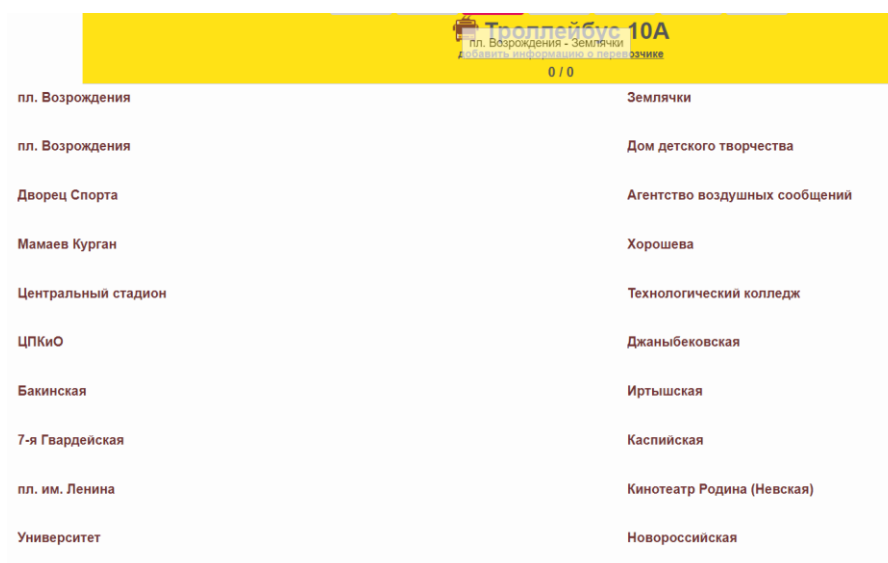 Троллейбус 10А
пл. Возрождения - Землячки
добавить информацию о перевозчике
0 / 0
пл. Возрождения
Землячки
пл. Возрождения
Дом детского творчества
Дворец Спорта
Агентство воздушных сообщений
Мамаев Курган
Хорошева
Центральный стадион
Технологический колледж
ЦПКиО
Джаныбековская
Бакинская
Иртышская
7-я Гвардейская
Каспийская
пл. им. Ленина
Кинотеатр Родина (Невская)
Университет
Новороссийская